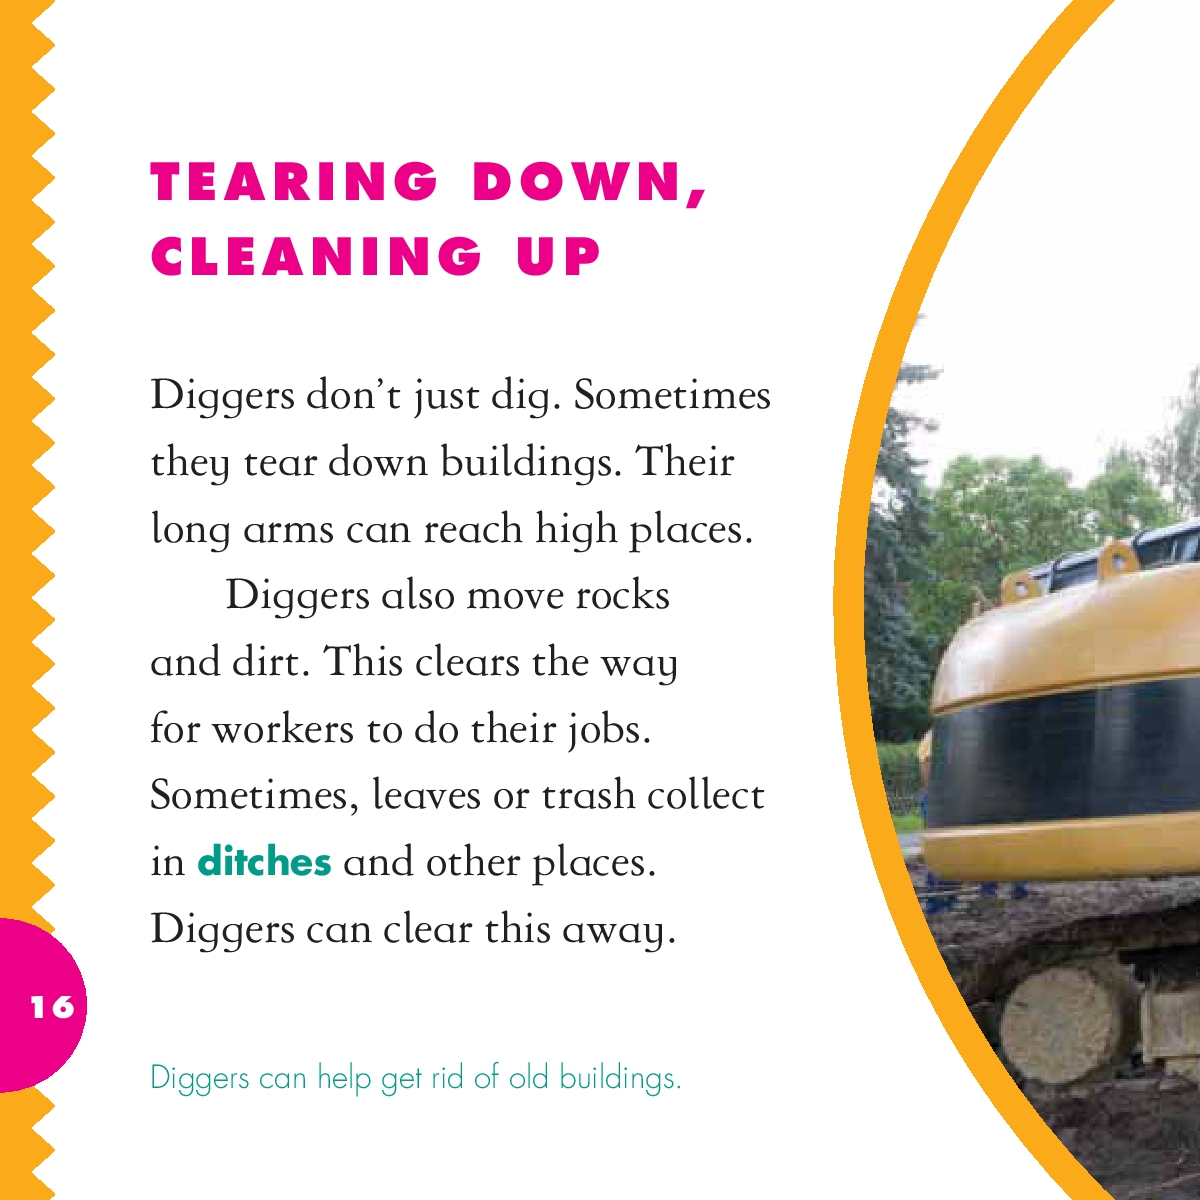 TEARING DOWN,
CLEANING UP
Diggers don’t just dig. Sometimes
they tear down buildings. Their
long arms can reach high places.
Diggers also move rocks
and dirt. This clears the way
for workers to do their jobs.
Sometimes, leaves or trash collect
in ditches and other places.
Diggers can clear this away.
16
Diggers can help get rid of old buildings.